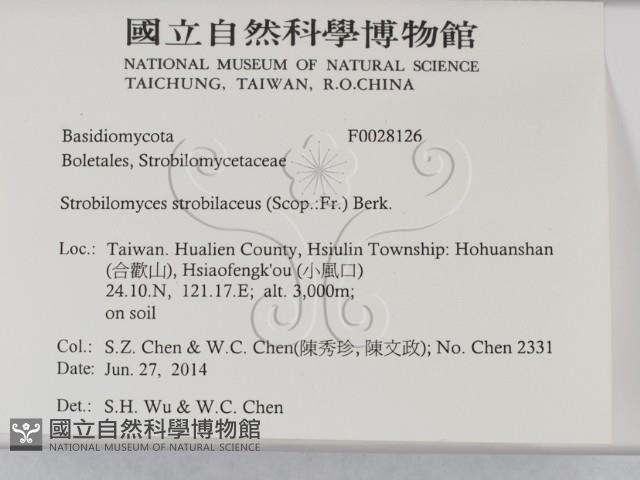 國立自然科學博物館
NATIONAL MUSEUM OF NATURAL SCIENCE
TAICHUNG, TAIWAN, R.O.CHINA
Basidiomycota F0028126
Boletales, Strobilomycetaceae
Strobilomyces strobilaceus (Scop.:Fr.) Berk.
Loc.: Taiwan. Hualien County, Hsiulin Township: Hohuanshan
(合歡山), Hsiaofengk'ou (小風口)
24.10.N, 121.17.E; alt. 3,000m;
on soil
Col.: S.Z. Chen & W.C. Chen(陳秀珍, 陳文政); No. Chen 2331
Date: Jun. 27, 2014
Det.: S.H. Wu & W.C. Chen
國立自然科學博物館
NATIONAL MUSEUM OF NATURAL SCIENCE